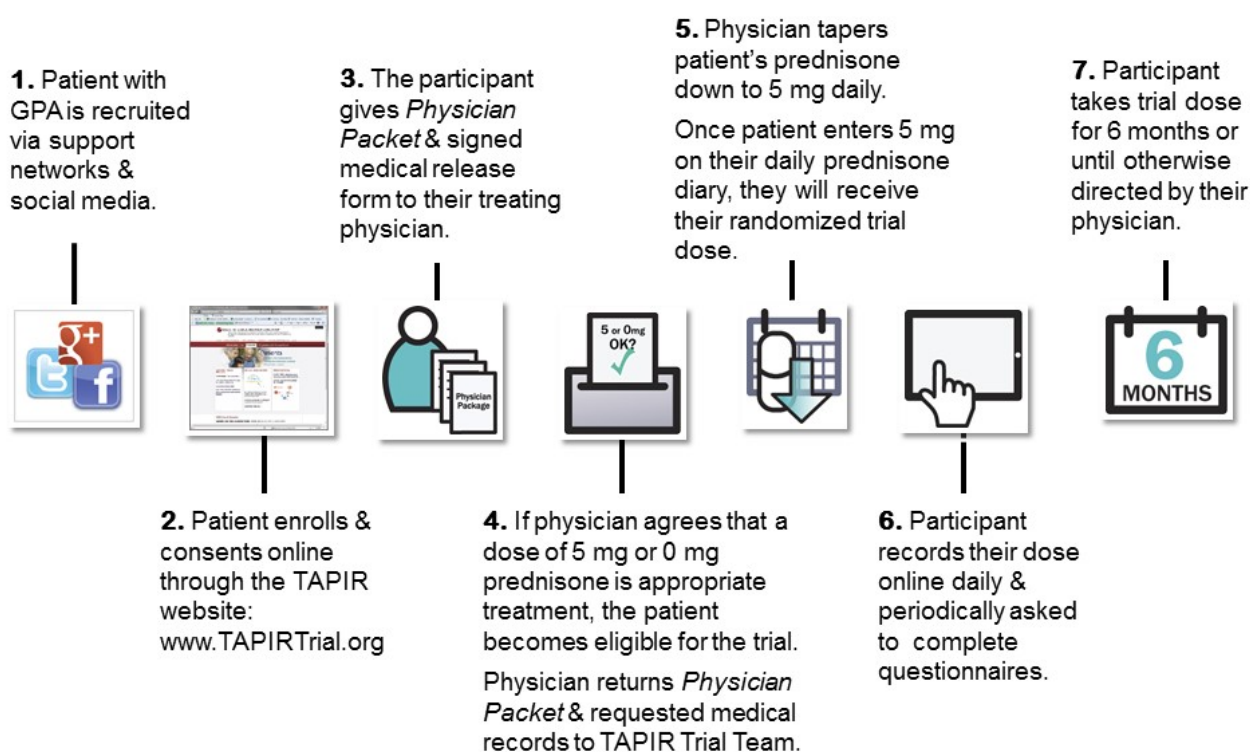 1. Patient with
GPA is recruited
via support
networks &
social media.
2. Patient enrolls &
consents online
through the TAPIR
website:
www.TAPIRTrial.org
3. The participant
gives Physician
Packet & signed
medical release
form to their treating
physician.
Physician
Package
4. If physician agrees that a
dose of 5 mg or 0 mg
prednisone is appropriate
treatment, the patient
becomes eligible for the trial.
Physician returns Physician
Packet & requested medical
records to TAPIR Trial Team.
5 or 0mg
OK?
5. Physician tapers
patient's prednisone
down to 5 mg daily.
Once patient enters 5 mg
on their daily prednisone
diary, they will receive
their randomized trial
dose.
6. Participant
records their dose
online daily &
periodically asked
to complete
questionnaires.
7. Participant
takes trial dose
for 6 months or
until otherwise
directed by their
physician.
6
MONTHS
g+
t
f